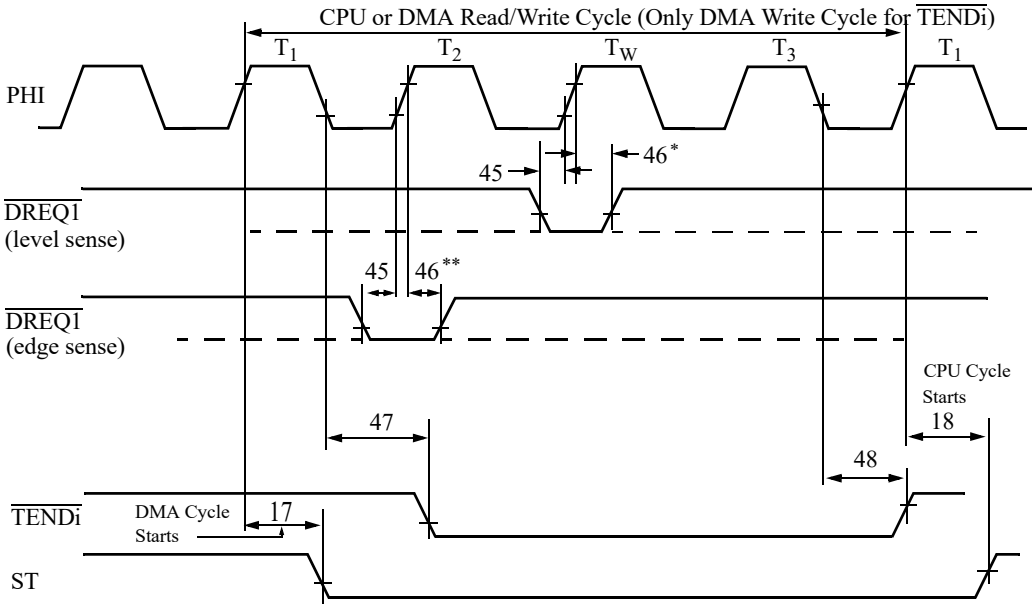 CPU or DMA Read/Write Cycle (Only DMA Write Cycle for TENDi)
T1 T2 TW T3 T1
PHI
45 46*
DREQ1
(level sense)
45 46**
DREQ1
(edge sense)
CPU Cycle
Starts
47 18
48
TENDi
DMA Cycle
Starts
17
ST